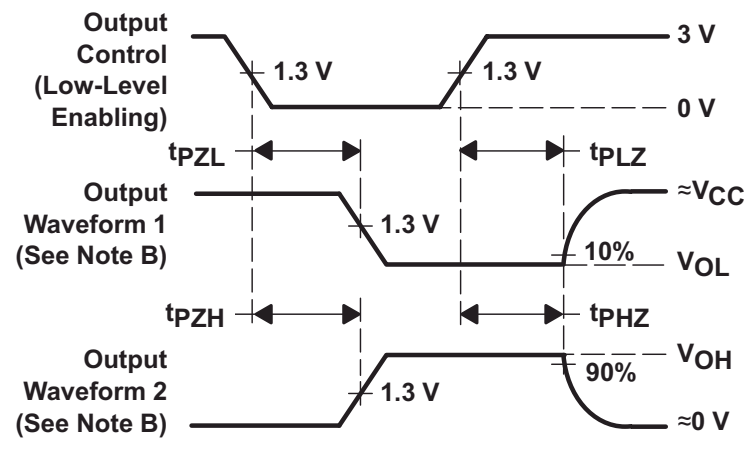 Output
Control
(Low-Level
Enabling)
1.3 V
1.3 V
3 V
0 V
tPZL
tPLZ
Output
Waveform 1
(See Note B)
1.3 V
≈VCC
10%
VOL
tPZH
tPHZ
Output
Waveform 2
(See Note B)
1.3 V
VOH
90%
≈0 V